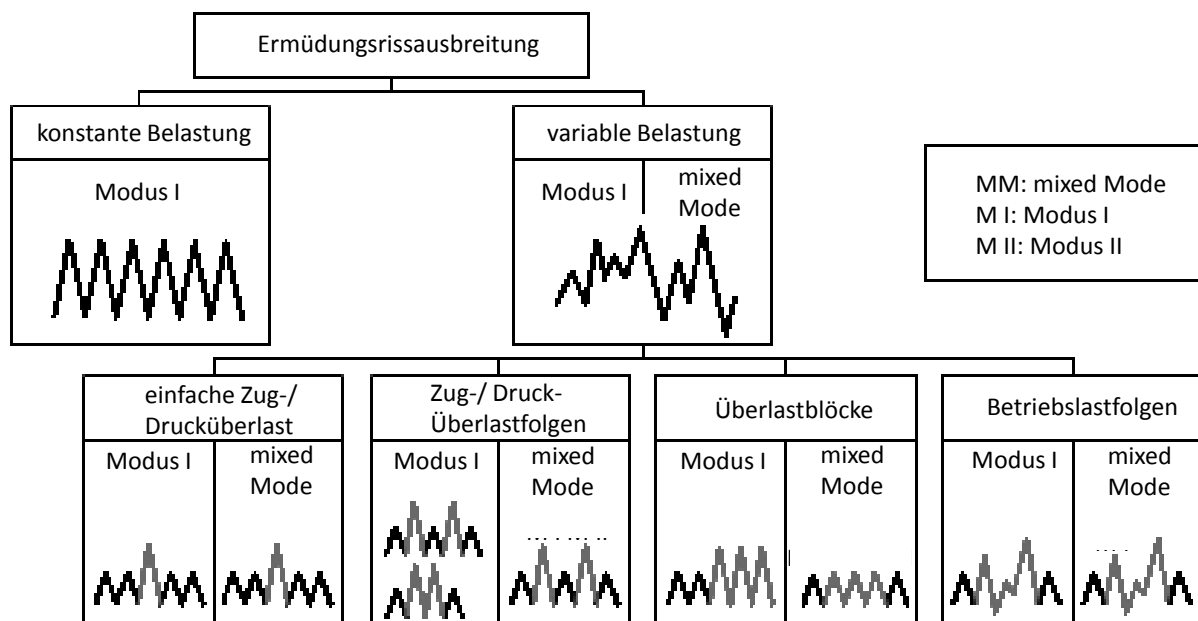 Ermüdungsrissausbreitung
konstante Belastung
Modus I
variable Belastung
Modus I
mixed
Mode
MM: mixed Mode
M I: Modus I
M II: Modus II
einfache Zug-/
Drucküberlast
Modus I
mixed
Mode
Zug-/ Druck-
Überlastfolgen
Modus I
mixed
Mode
Überlastblöcke
Modus I
mixed
Mode
Betriebslastfolgen
Modus I
mixed
Mode